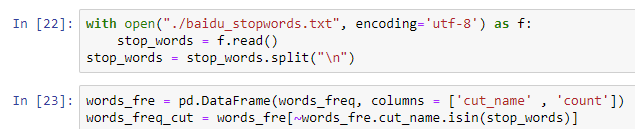 In [22]: with open("./baidu_stopwords.txt", encoding='utf-8') as f:
    stop_words = f.read()
stop_words = stop_words.split("\n")
In [23]: words_fre = pd.DataFrame(words_freq, columns = ['cut_name' , 'count'])
words_freq_cut = words_fre[~words_fre.cut_name.isin(stop_words)]